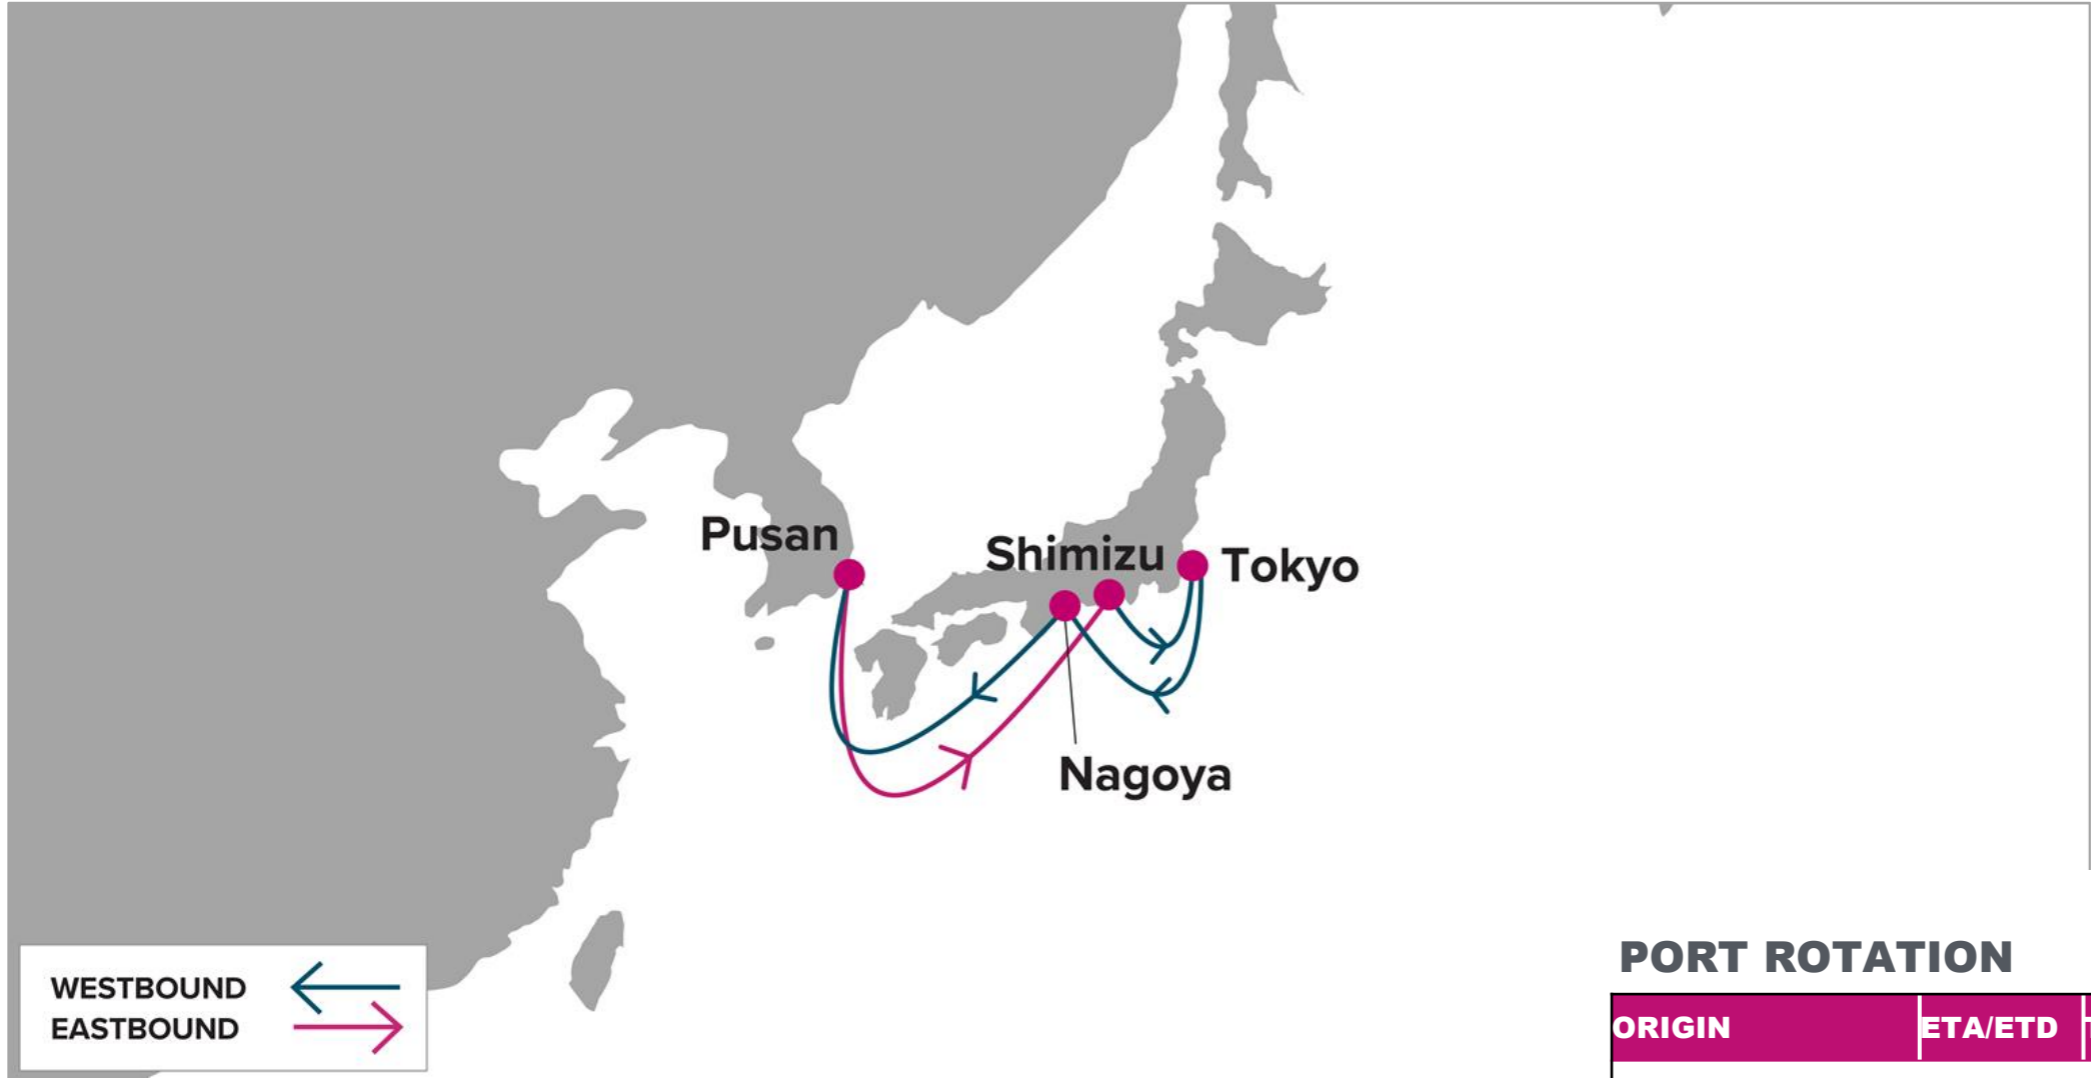 Pusan
Shimizu
Tokyo
Nagoya
WESTBOUND
EASTBOUND
PORT ROTATION
ORIGIN ETA/ETD